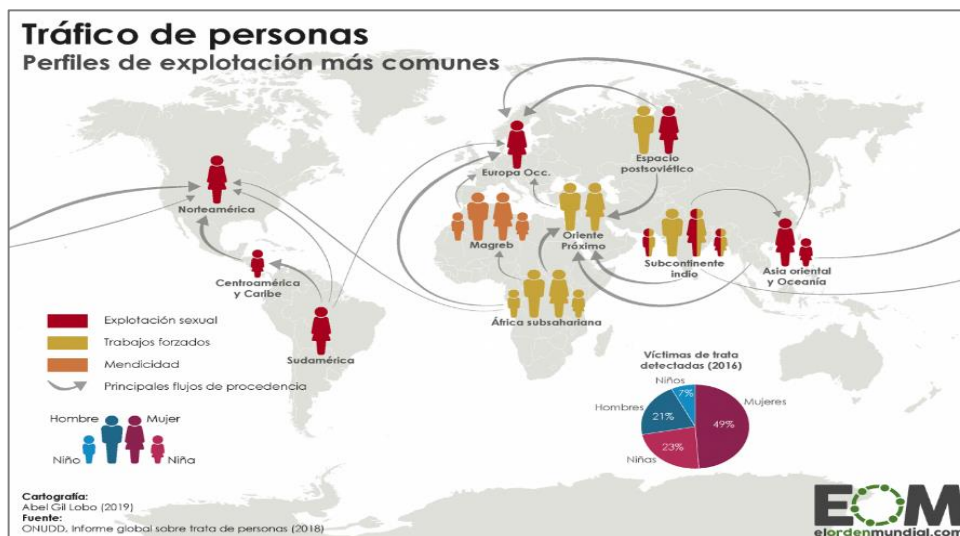 Tráfico de personas
Perfiles de explotación más comunes
Norteamérica
Centroamérica
y Caribe
Sudamérica
Europa Occ.
Magreb
África subsahariana
Espacio
postsoviético
Oriente
Próximo
Subcontinente
indio
Asia oriental
y Oceanía
Explotación sexual
Trabajos forzados
Mendicidad
Principales flujos de procedencia
Hombre
Mujer
Niño
Niña
Víctimas de trata
detectadas (2016)
Niños
7%
Hombres
21%
Mujeres
49%
23%
Niñas
Cartografía:
Abel Gil Lobo (2019)
Fuente:
ONUDD. Informe global sobre trata de personas (2018)
EOM
elordenmundial.com